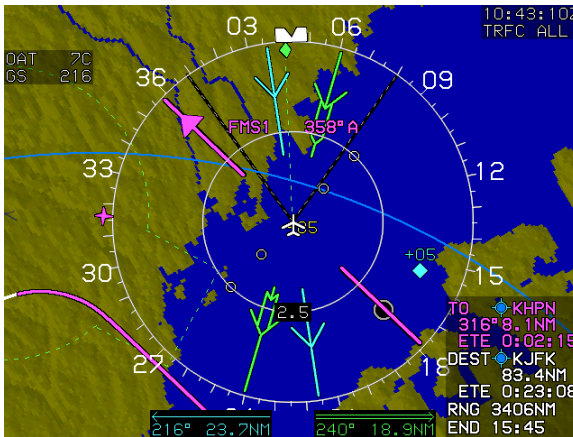 10:43:10Z
OAT 7C
GS 216
TRFC ALL
03
06
36
09
FMS1 358°A
33
12
05
+05
30
15
2.5
TO KHPN
316° 8.1NM
ETE 0:02:15
DEST KJFK
83.4NM
ETE 0:23:08
RNG 3406NM
END 15:45
27
18
216° 23.7NM
240° 18.9NM